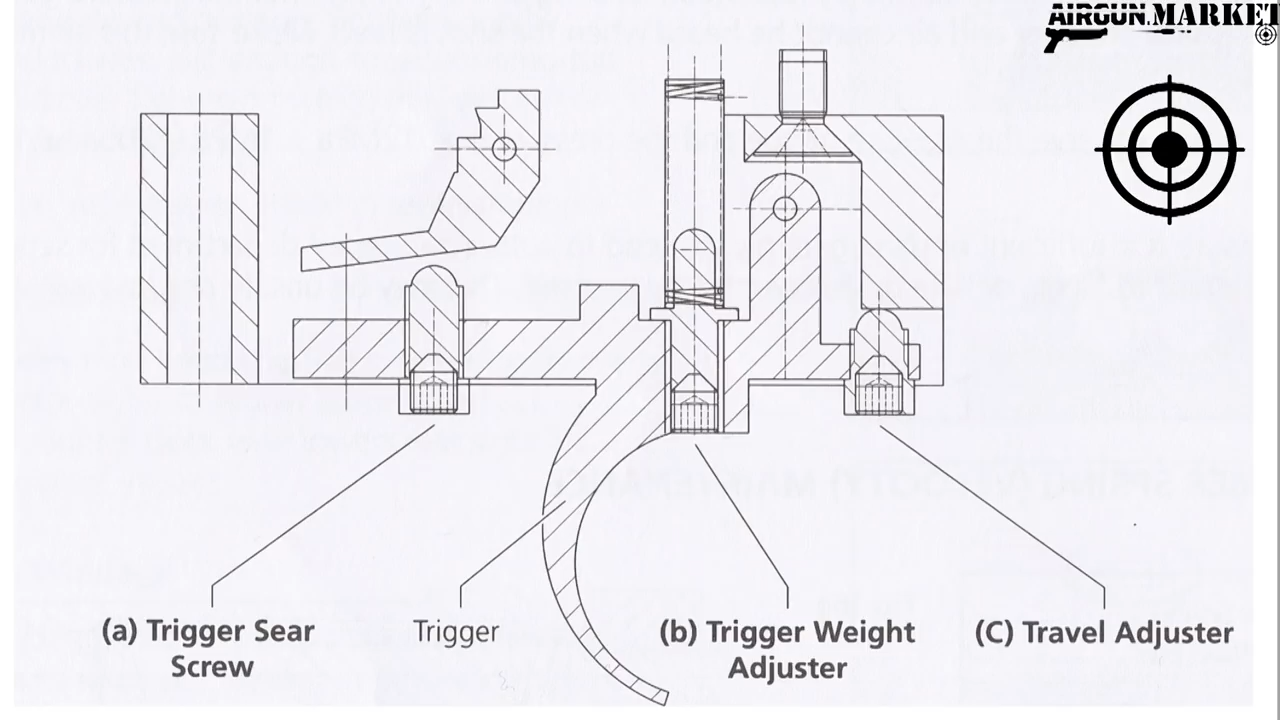 AIRGUN.MARKET
(a) Trigger Sear
Screw
Trigger
(b) Trigger Weight
Adjuster
(C) Travel Adjuster